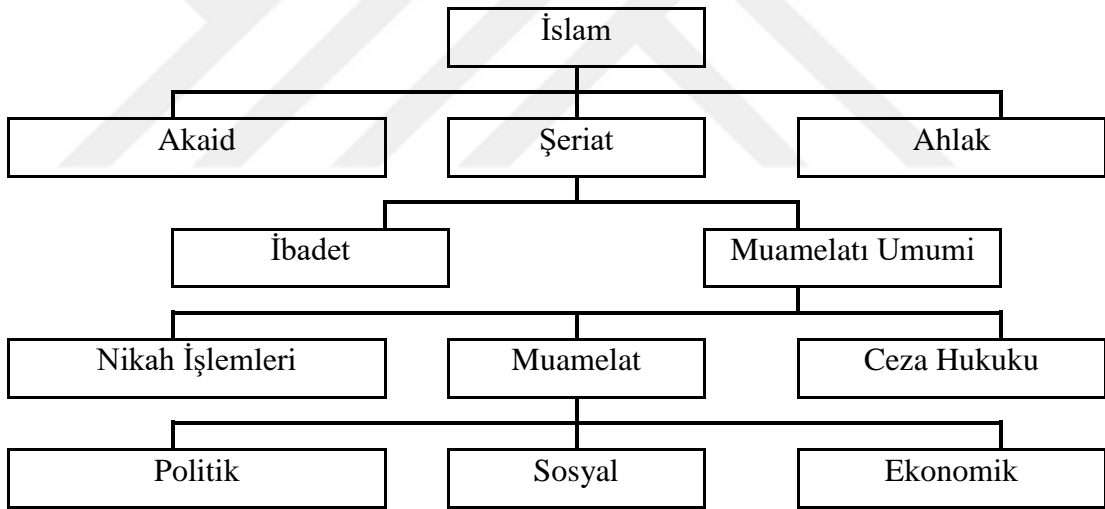 İslam
Akaid
Şeriat
Ahlak
İbadet
Muamelatı Umumi
Nikah İşlemleri
Muamelat
Ceza Hukuku
Politik
Sosyal
Ekonomik